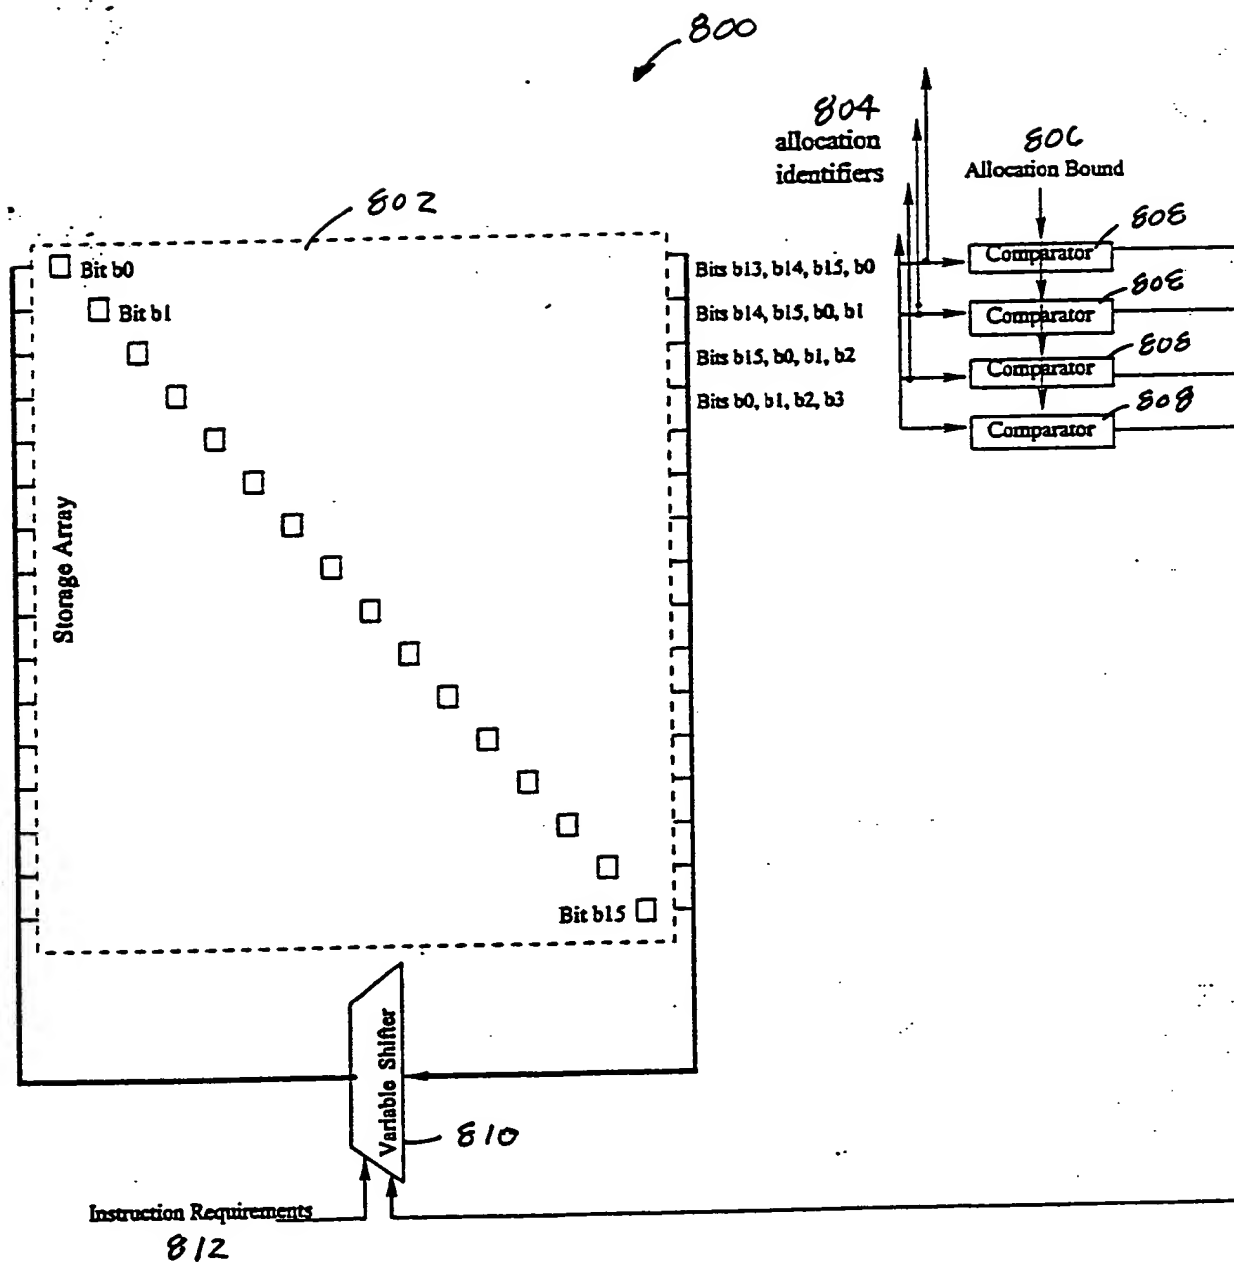 800
804
allocation
identifiers
806
Allocation Bound
802
808
Comparator
Bit b0
Bits b13, b14, b15, b0
808
Comparator
Bit b1
Bits b14, b15, b0, b1
808
Comparator
Bits b15, b0, b1, b2
808
Comparator
Bits b0, b1, b2, b3
Storage Array
Bit b15
Variable Shifter
810
Instruction Requirements
812